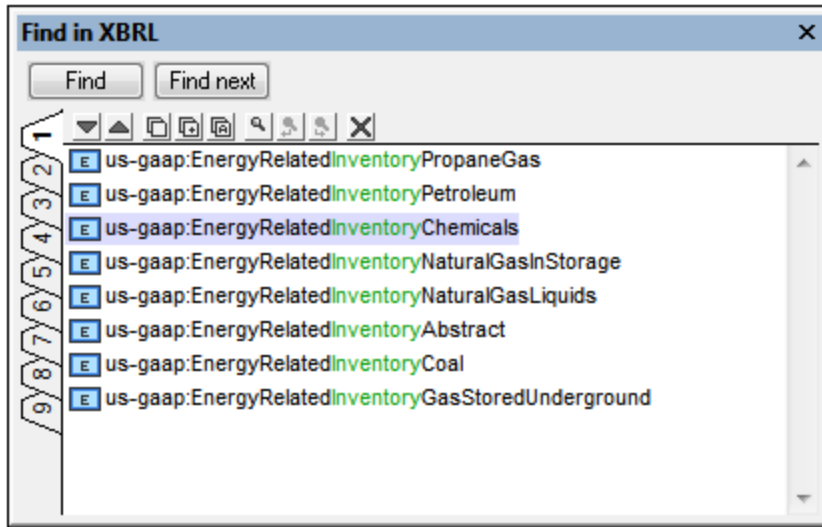 Find in XBRL
Find Find next
1
us-gaap:EnergyRelatedInventoryPropaneGas
2
E us-gaap:EnergyRelatedInventoryPetroleum
3
E us-gaap:EnergyRelatedInventoryChemicals
4
E us-gaap:EnergyRelatedInventoryNaturalGasInStorage
5
E us-gaap:EnergyRelatedInventoryNaturalGasLiquids
6
E us-gaap:EnergyRelatedInventoryAbstract
7
E us-gaap:EnergyRelatedInventoryCoal
8
E us-gaap:EnergyRelatedInventoryGasStoredUnderground
9